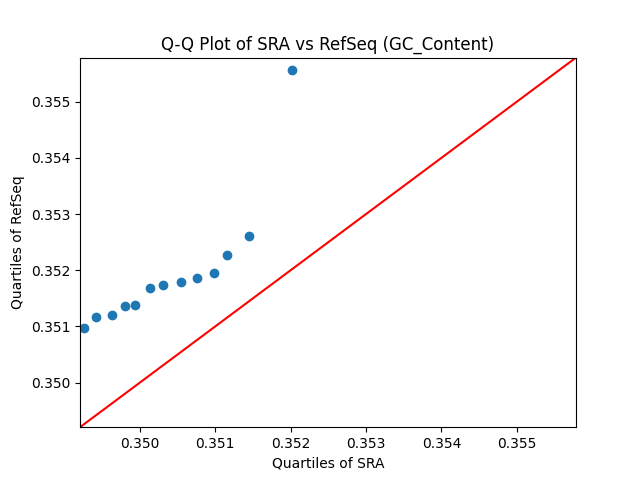 Q-Q Plot of SRA vs RefSeq (GC_Content)
Quartiles of RefSeq
0.355
0.354
0.353
0.352
0.351
0.350
0.350 0.351 0.352 0.353 0.354 0.355
Quartiles of SRA